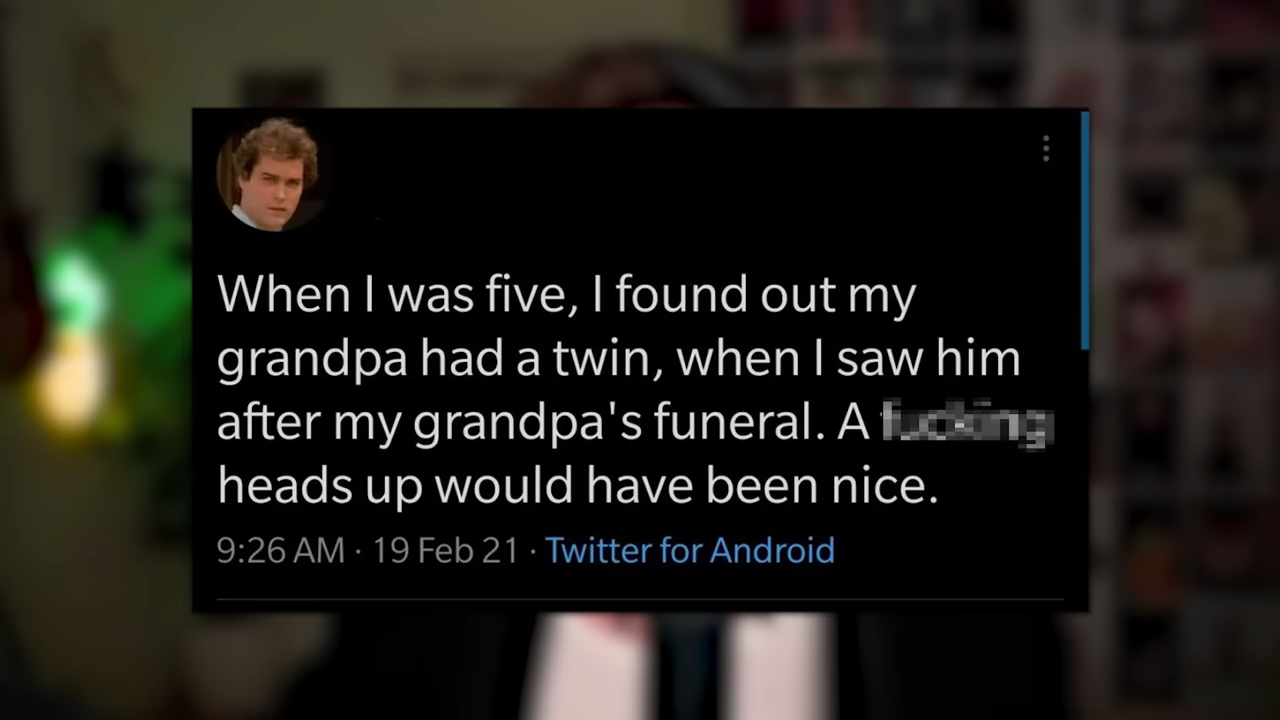 When I was five, I found out my
grandpa had a twin, when I saw him
after my grandpa's funeral. A fucking
heads up would have been nice.
9:26 AM · 19 Feb 21 · Twitter for Android